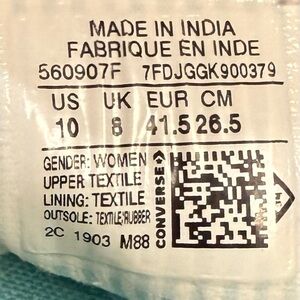 MADE IN INDIA
FABRIQUE EN INDE
560907F 7FDJGGK900379
US UK EUR CM
10 8 41.5 26.5
GENDER: WOMEN
UPPER: TEXTILE
LINING: TEXTILE
OUTSOLE: TEXTILE/RUBBER
2C 1903 M88
CONVERSE